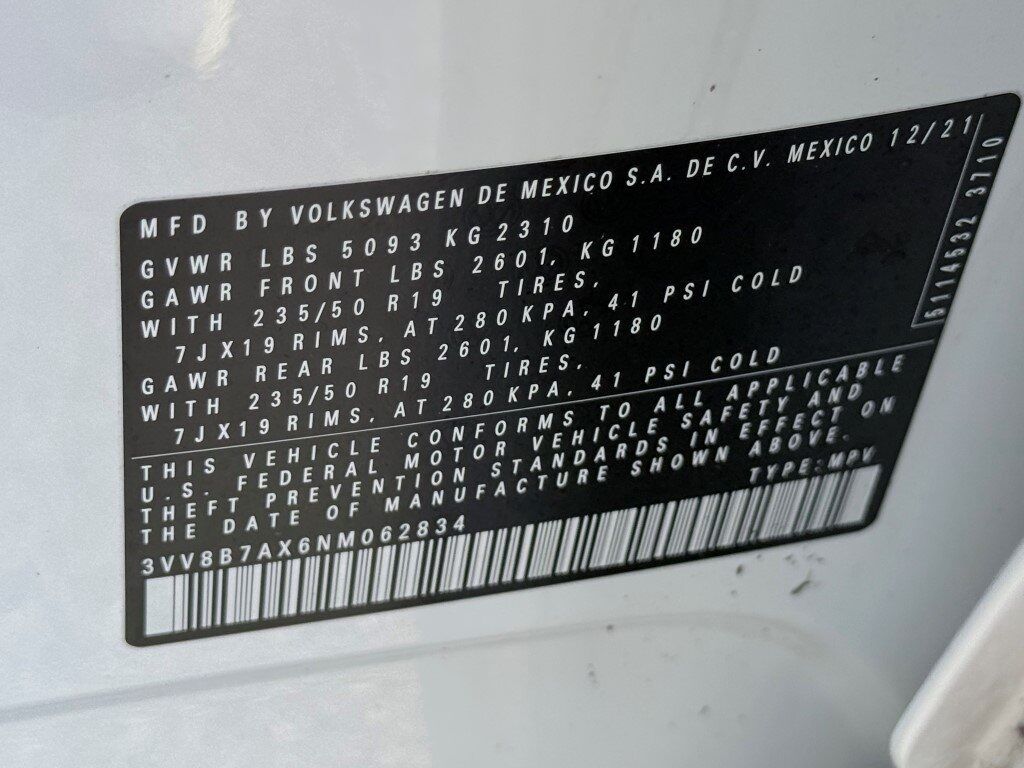 MFD BY VOLKSWAGEN DE MEXICO S.A. DE C.V. MEXICO 12/21
GVWR LBS 5093 KG 2310
GAWR FRONT LBS 2601, KG 1180
WITH 235/50 R19 TIRES,
7JX19 RIMS, AT 280KPA, 41 PSI COLD
GAWR REAR LBS 2601, KG 1180
WITH 235/50 R19 TIRES,
7JX19 RIMS, AT 280KPA, 41 PSI COLD
THIS VEHICLE CONFORMS TO ALL APPLICABLE
U.S. FEDERAL MOTOR VEHICLE SAFETY AND
THEFT PREVENTION STANDARDS IN EFFECT ON
THE DATE OF MANUFACTURE SHOWN ABOVE.
3VV8B7AX6NM062834 TYPE:MPV
5114532 3710